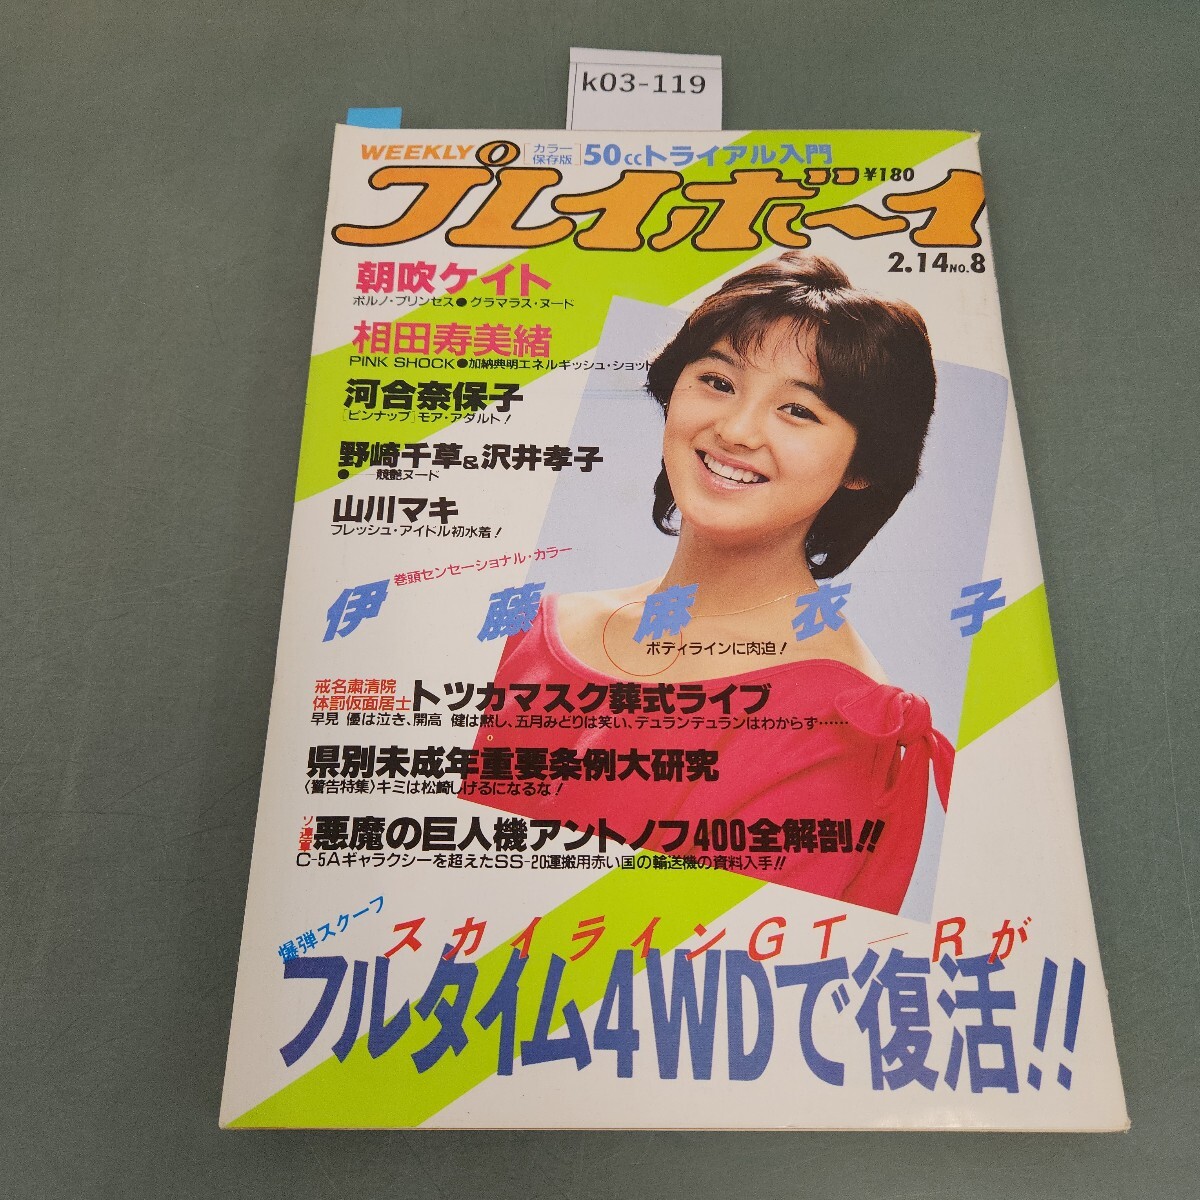 k03-119
WEEKLY
[カラー保存版] 50ccトライアル入門
プレイボーイ
¥180
2.14 NO.8
朝吹ケイト
ポルノ・プリンセス●グラマラス・ヌード
相田寿美緒
PINK SHOCK●加納典明エネルギッシュ・ショット
河合奈保子
[ピンナップ]モア・アダルト!
野崎千草&沢井孝子
●一競艶ヌード
山川マキ
フレッシュ・アイドル初水着!
巻頭センセーショナル・カラー
伊藤麻衣子
ボディラインに肉迫!
戒名粛清院
体罰仮面居士
トツカマスク葬式ライブ
早見 優は泣き、開高 健は黙し、五月みどりは笑い、デュランデュランはわからず……
県別未成年重要条例大研究
〈警告特集〉キミは松崎しげるになるな!
ソ連軍
悪魔の巨人機アントノフ400全解剖!!
C-5Aギャラクシーを超えたSS-20運搬用赤い国の輸送機の資料入手!!
爆弾スクープ
スカイラインGT-Rが
フルタイム4WDで復活!!